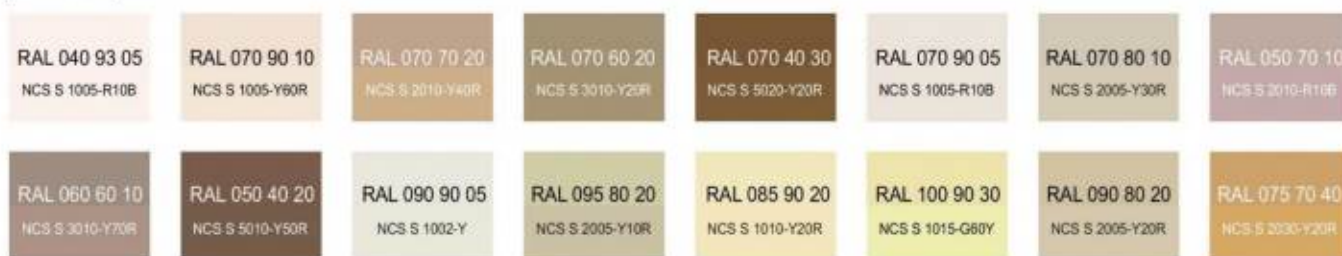 RAL 040 93 05
NCS S 1005-R10B
RAL 070 90 10
NCS S 1005-Y60R
RAL 070 70 20
NCS S 2010-Y40R
RAL 070 60 20
NCS S 3010-Y20R
RAL 070 40 30
NCS S 5020-Y20R
RAL 070 90 05
NCS S 1005-R10B
RAL 070 80 10
NCS S 2005-Y30R
RAL 050 70 10
NCS S 2010-R10B
RAL 060 60 10
NCS S 3010-Y70R
RAL 050 40 20
NCS S 5010-Y50R
RAL 090 90 05
NCS S 1002-Y
RAL 095 80 20
NCS S 2005-Y10R
RAL 085 90 20
NCS S 1010-Y20R
RAL 100 90 30
NCS S 1015-G60Y
RAL 090 80 20
NCS S 2005-Y20R
RAL 075 70 40
NCS S 2030-Y20R